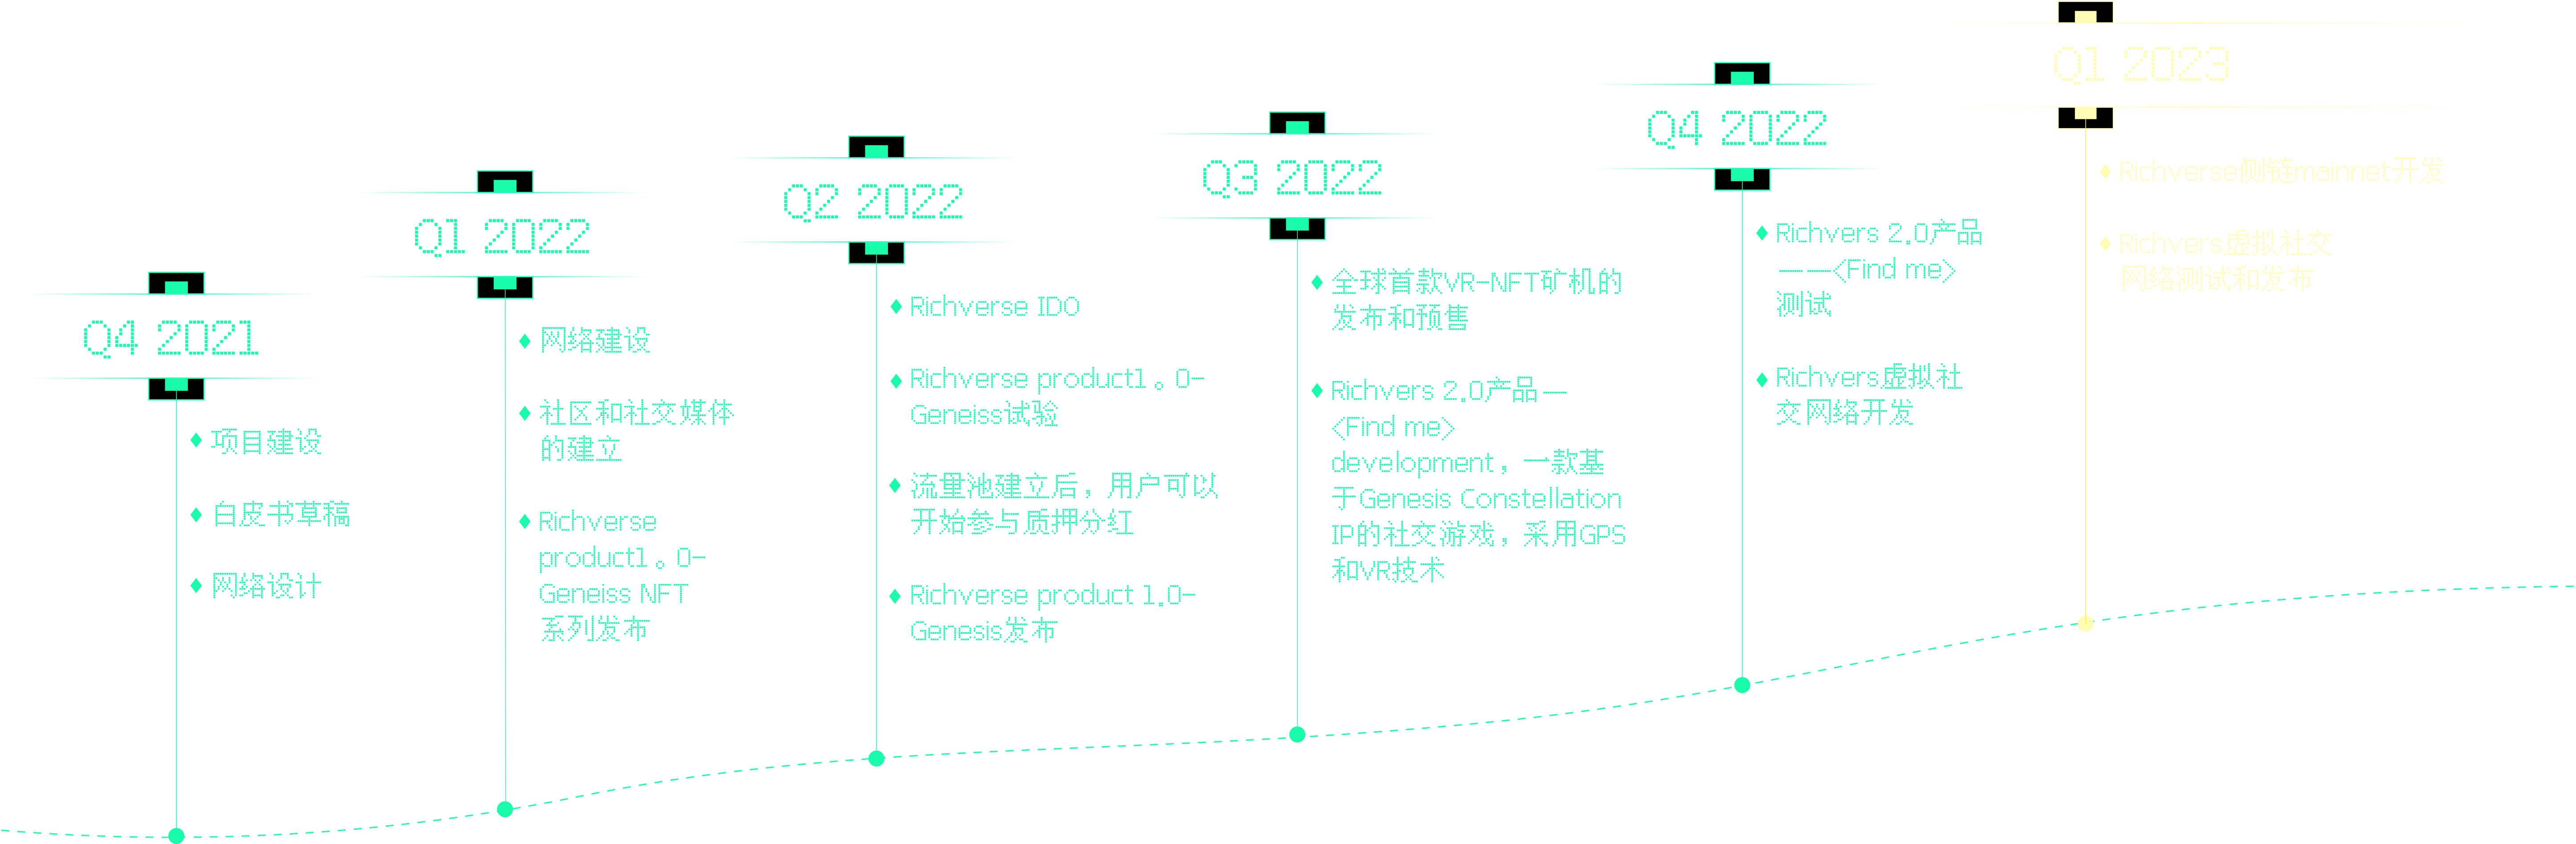 Q4 2021
项目建设
白皮书草稿
网络设计
Q1 2022
网络建设
社区和社交媒体
的建立
Richverse
product1。0-
Geneiss NFT
系列发布
Q2 2022
Richverse IDO
Richverse product1。0-
Geneiss试验
流量池建立后，用户可以
开始参与质押分红
Richverse product 1.0-
Genesis发布
Q3 2022
全球首款VR-NFT矿机的
发布和预售
Richvers 2.0产品—
<Find me>
development，一款基
于Genesis Constellation
IP的社交游戏，采用GPS
和VR技术
Q4 2022
Richvers 2.0产品
——<Find me>
测试
Richvers虚拟社
交网络开发
Q1 2023
Richverse侧链mainnet开发
Richvers虚拟社交
网络测试和发布